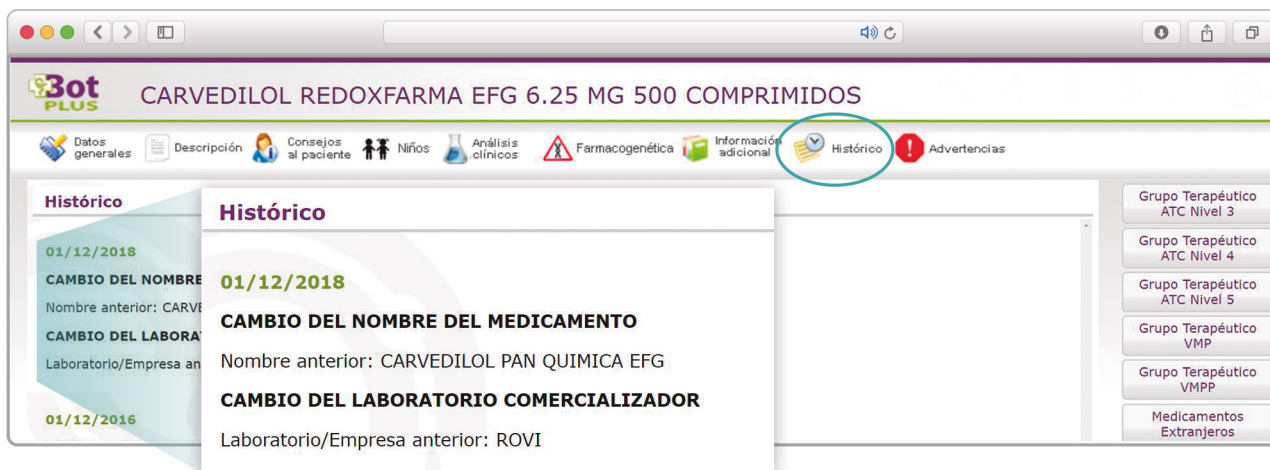 Bot
PLUS
CARVEDILOL REDOXFARMA EFG 6.25 MG 500 COMPRIMIDOS
Datos
generales
Descripción
Consejos
al paciente
Niños
Análisis
clínicos
Farmacogenética
Información
adicional
Histórico
Advertencias
Histórico
01/12/2018
CAMBIO DEL NOMBRE
Nombre anterior: CARVE
CAMBIO DEL LABORA
Laboratorio/Empresa an
01/12/2016
Histórico
01/12/2018
CAMBIO DEL NOMBRE DEL MEDICAMENTO
Nombre anterior: CARVEDILOL PAN QUIMICA EFG
CAMBIO DEL LABORATORIO COMERCIALIZADOR
Laboratorio/Empresa anterior: ROVI
Grupo Terapéutico
ATC Nivel 3
Grupo Terapéutico
ATC Nivel 4
Grupo Terapéutico
ATC Nivel 5
Grupo Terapéutico
VMP
Grupo Terapéutico
VMPP
Medicamentos
Extranjeros